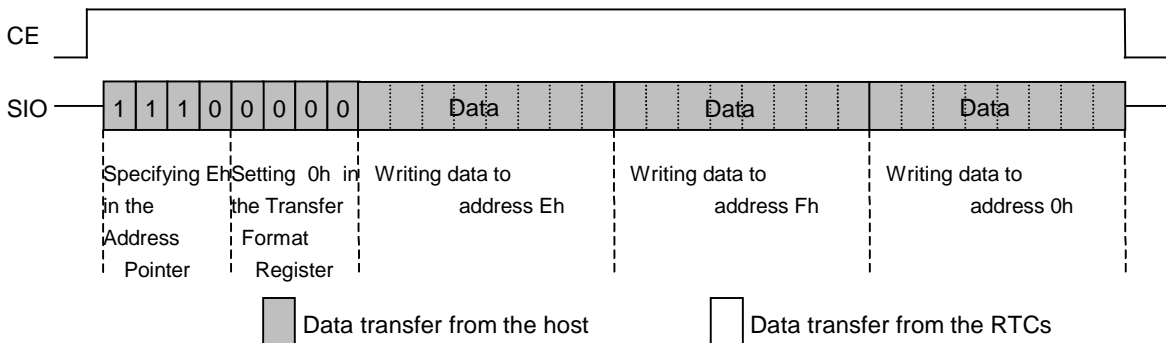 CE
SIO 1 1 1 0 0 0 0 0 Data Data Data
Specifying Eh Setting 0h in Writing data to Writing data to Writing data to
in the the Transfer address Eh address Fh address 0h
Address Format
Pointer Register
Data transfer from the host Data transfer from the RTCs